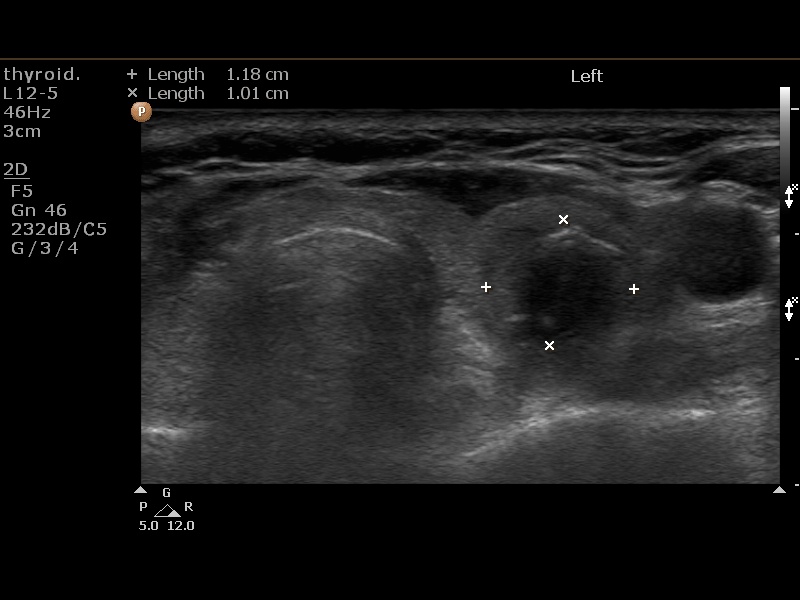 thyroid.
L12-5
46Hz
3cm
2D
F5
Gn 46
232dB/C5
G/3/4
+ Length 1.18 cm
× Length 1.01 cm
Left
P
G
P R
5.0 12.0